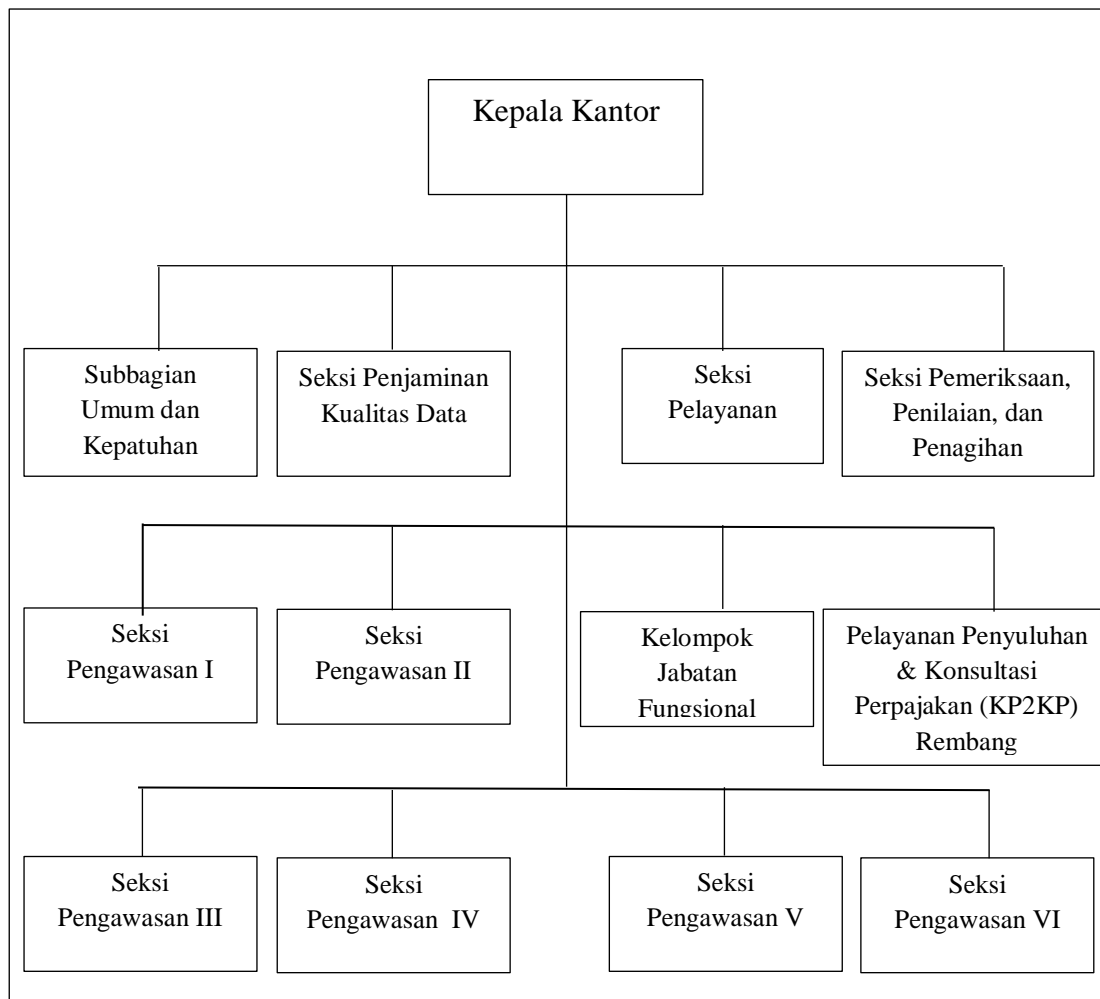 Kepala Kantor
Subbagian
Umum dan
Kepatuhan
Seksi Penjaminan
Kualitas Data
Seksi
Pelayanan
Seksi Pemeriksaan,
Penilaian, dan
Penagihan
Seksi
Pengawasan I
Seksi
Pengawasan II
Kelompok
Jabatan
Fungsional
Pelayanan Penyuluhan
& Konsultasi
Perpajakan (KP2KP)
Rembang
Seksi
Pengawasan III
Seksi
Pengawasan IV
Seksi
Pengawasan V
Seksi
Pengawasan VI